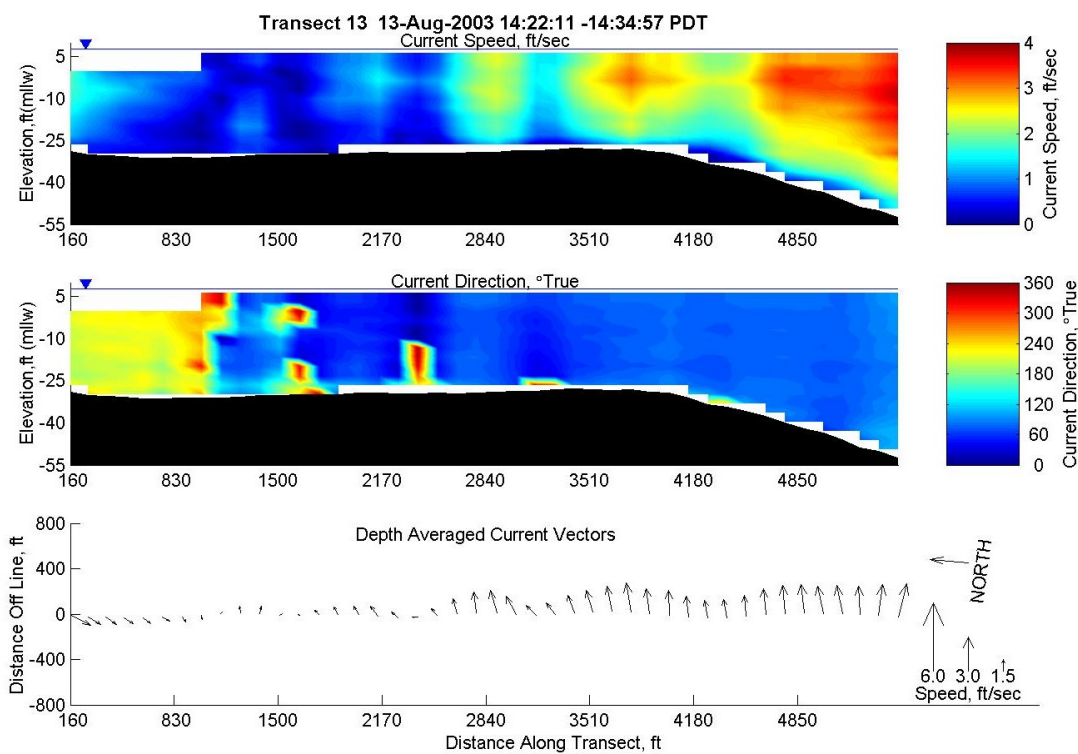 Transect 13 13-Aug-2003 14:22:11 -14:34:57 PDT
Current Speed, ft/sec
Elevation,ft(mllw)
5
-10
-25
-40
-55
160 830 1500 2170 2840 3510 4180 4850
4
3
2
1
0
Current Speed, ft/sec
Current Direction, °True
Elevation,ft (mllw)
5
-10
-25
-40
-55
160 830 1500 2170 2840 3510 4180 4850
360
300
240
180
120
60
0
Current Direction, °True
Depth Averaged Current Vectors
Distance Off Line, ft
800
400
0
-400
-800
160 830 1500 2170 2840 3510 4180 4850
Distance Along Transect, ft
NORTH
6.0 3.0 1.5
Speed, ft/sec